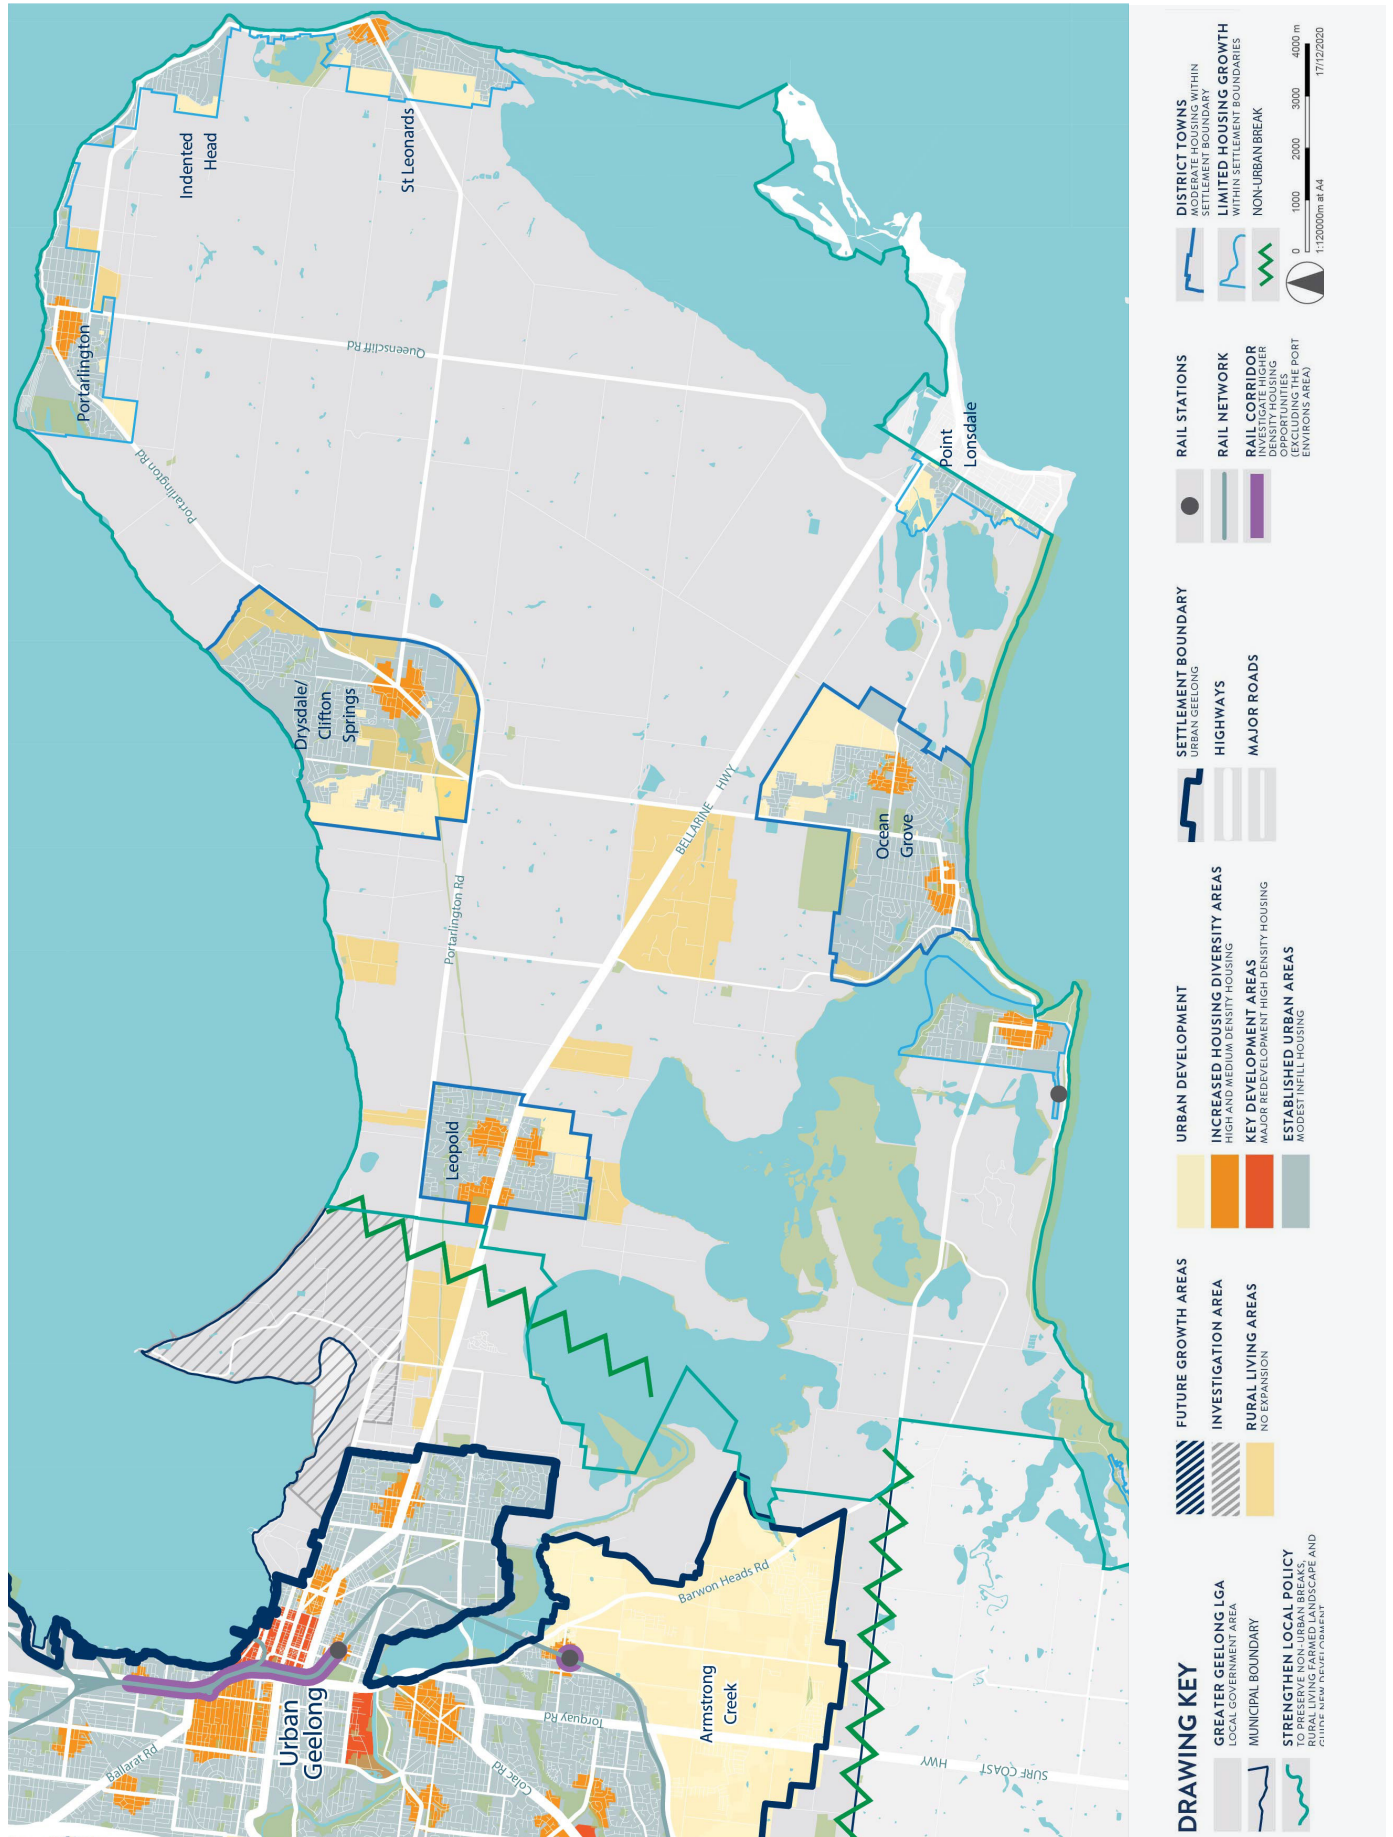 Indented
Head
St Leonards
Portarlington
Queenscliff Rd
Portarlington Rd
Point
Lonsdale
Drysdale/
Clifton
Springs
BELLARINE HWY
Ocean
Grove
Portarlington Rd
Leopold
Barwon Heads Rd
Armstrong
Creek
Urban
Geelong
Ballarat Rd
Colac Rd
Torquay Rd
SURF COAST HWY
DRAWING KEY
GREATER GEELONG LGA
LOCAL GOVERNMENT AREA
MUNICIPAL BOUNDARY
STRENGTHEN LOCAL POLICY
TO PRESERVE NON-URBAN BREAKS,
RURAL LIVING FARMED LANDSCAPE AND
GUIDE NEW DEVELOPMENT
FUTURE GROWTH AREAS
INVESTIGATION AREA
RURAL LIVING AREAS
NO EXPANSION
URBAN DEVELOPMENT
INCREASED HOUSING DIVERSITY AREAS
HIGH AND MEDIUM DENSITY HOUSING
KEY DEVELOPMENT AREAS
MAJOR REDEVELOPMENT HIGH DENSITY HOUSING
ESTABLISHED URBAN AREAS
MODEST INFILL HOUSING
SETTLEMENT BOUNDARY
URBAN GEELONG
HIGHWAYS
MAJOR ROADS
RAIL STATIONS
RAIL NETWORK
RAIL CORRIDOR
INVESTIGATE HIGHER
DENSITY HOUSING
OPPORTUNITIES
(EXCLUDING THE PORT
ENVIRONS AREA)
DISTRICT TOWNS
MODERATE HOUSING WITHIN
SETTLEMENT BOUNDARY
LIMITED HOUSING GROWTH
WITHIN SETTLEMENT BOUNDARIES
NON-URBAN BREAK
0 1000 2000 3000 4000 m
1:120000m at A4 17/12/2020